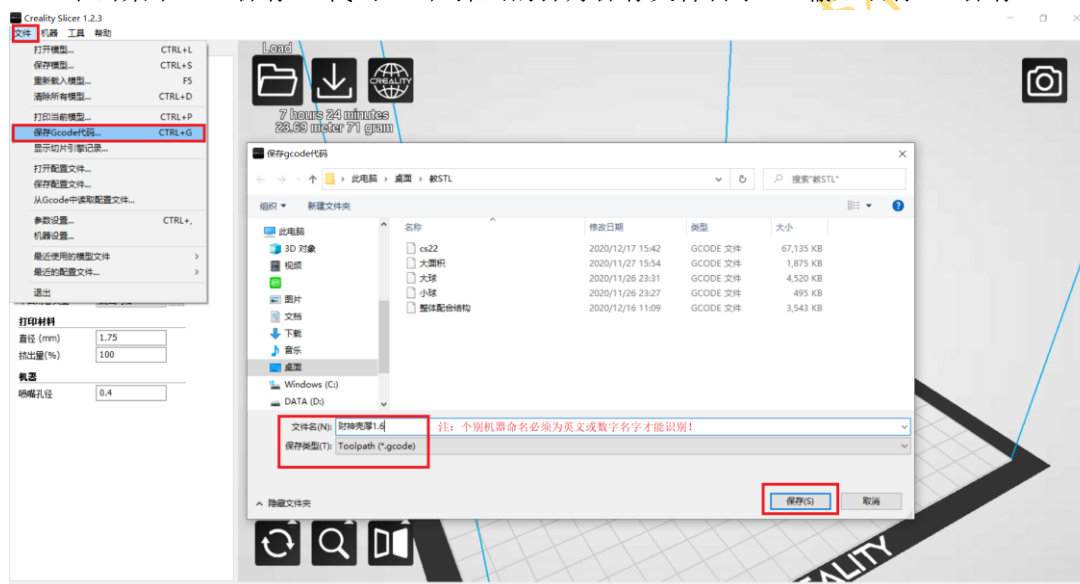 Creality Slicer 1.2.3
文件 机器 工具 帮助
打开模型... CTRL+L
保存模型... CTRL+S
重新载入模型... F5
清除所有模型... CTRL+D
打印当前模型... CTRL+P
保存Gcode代码... CTRL+G
显示切片引擎记录...
打开配置文件...
保存配置文件...
从Gcode中读取配置文件...
参数设置... CTRL+,
机器设置...
最近使用的模型文件
最近的配置文件...
退出
打印材料
直径 (mm) 1.75
挤出量(%) 100
机器
喷嘴孔径 0.4
Load
CREALITY
7 hours 24 minutes
23.69 meter 71 gram
保存gcode代码
此电脑 › 桌面 › 教STL
搜索"教STL"
组织 新建文件夹
此电脑
3D 对象
视频
图片
文档
下载
音乐
桌面
Windows (C:)
DATA (D:)
名称 修改日期 类型 大小
cs22 2020/12/17 15:42 GCODE 文件 67,135 KB
大面积 2020/11/27 15:54 GCODE 文件 1,875 KB
大球 2020/11/26 23:31 GCODE 文件 4,520 KB
小球 2020/11/26 23:27 GCODE 文件 495 KB
整体配合结构 2020/12/16 11:09 GCODE 文件 3,543 KB
文件名(N): 财神壳厚1.6 注：个别机器命名必须为英文或数字名字才能识别！
保存类型(T): Toolpath (*.gcode)
隐藏文件夹
保存(S) 取消
CREALITY